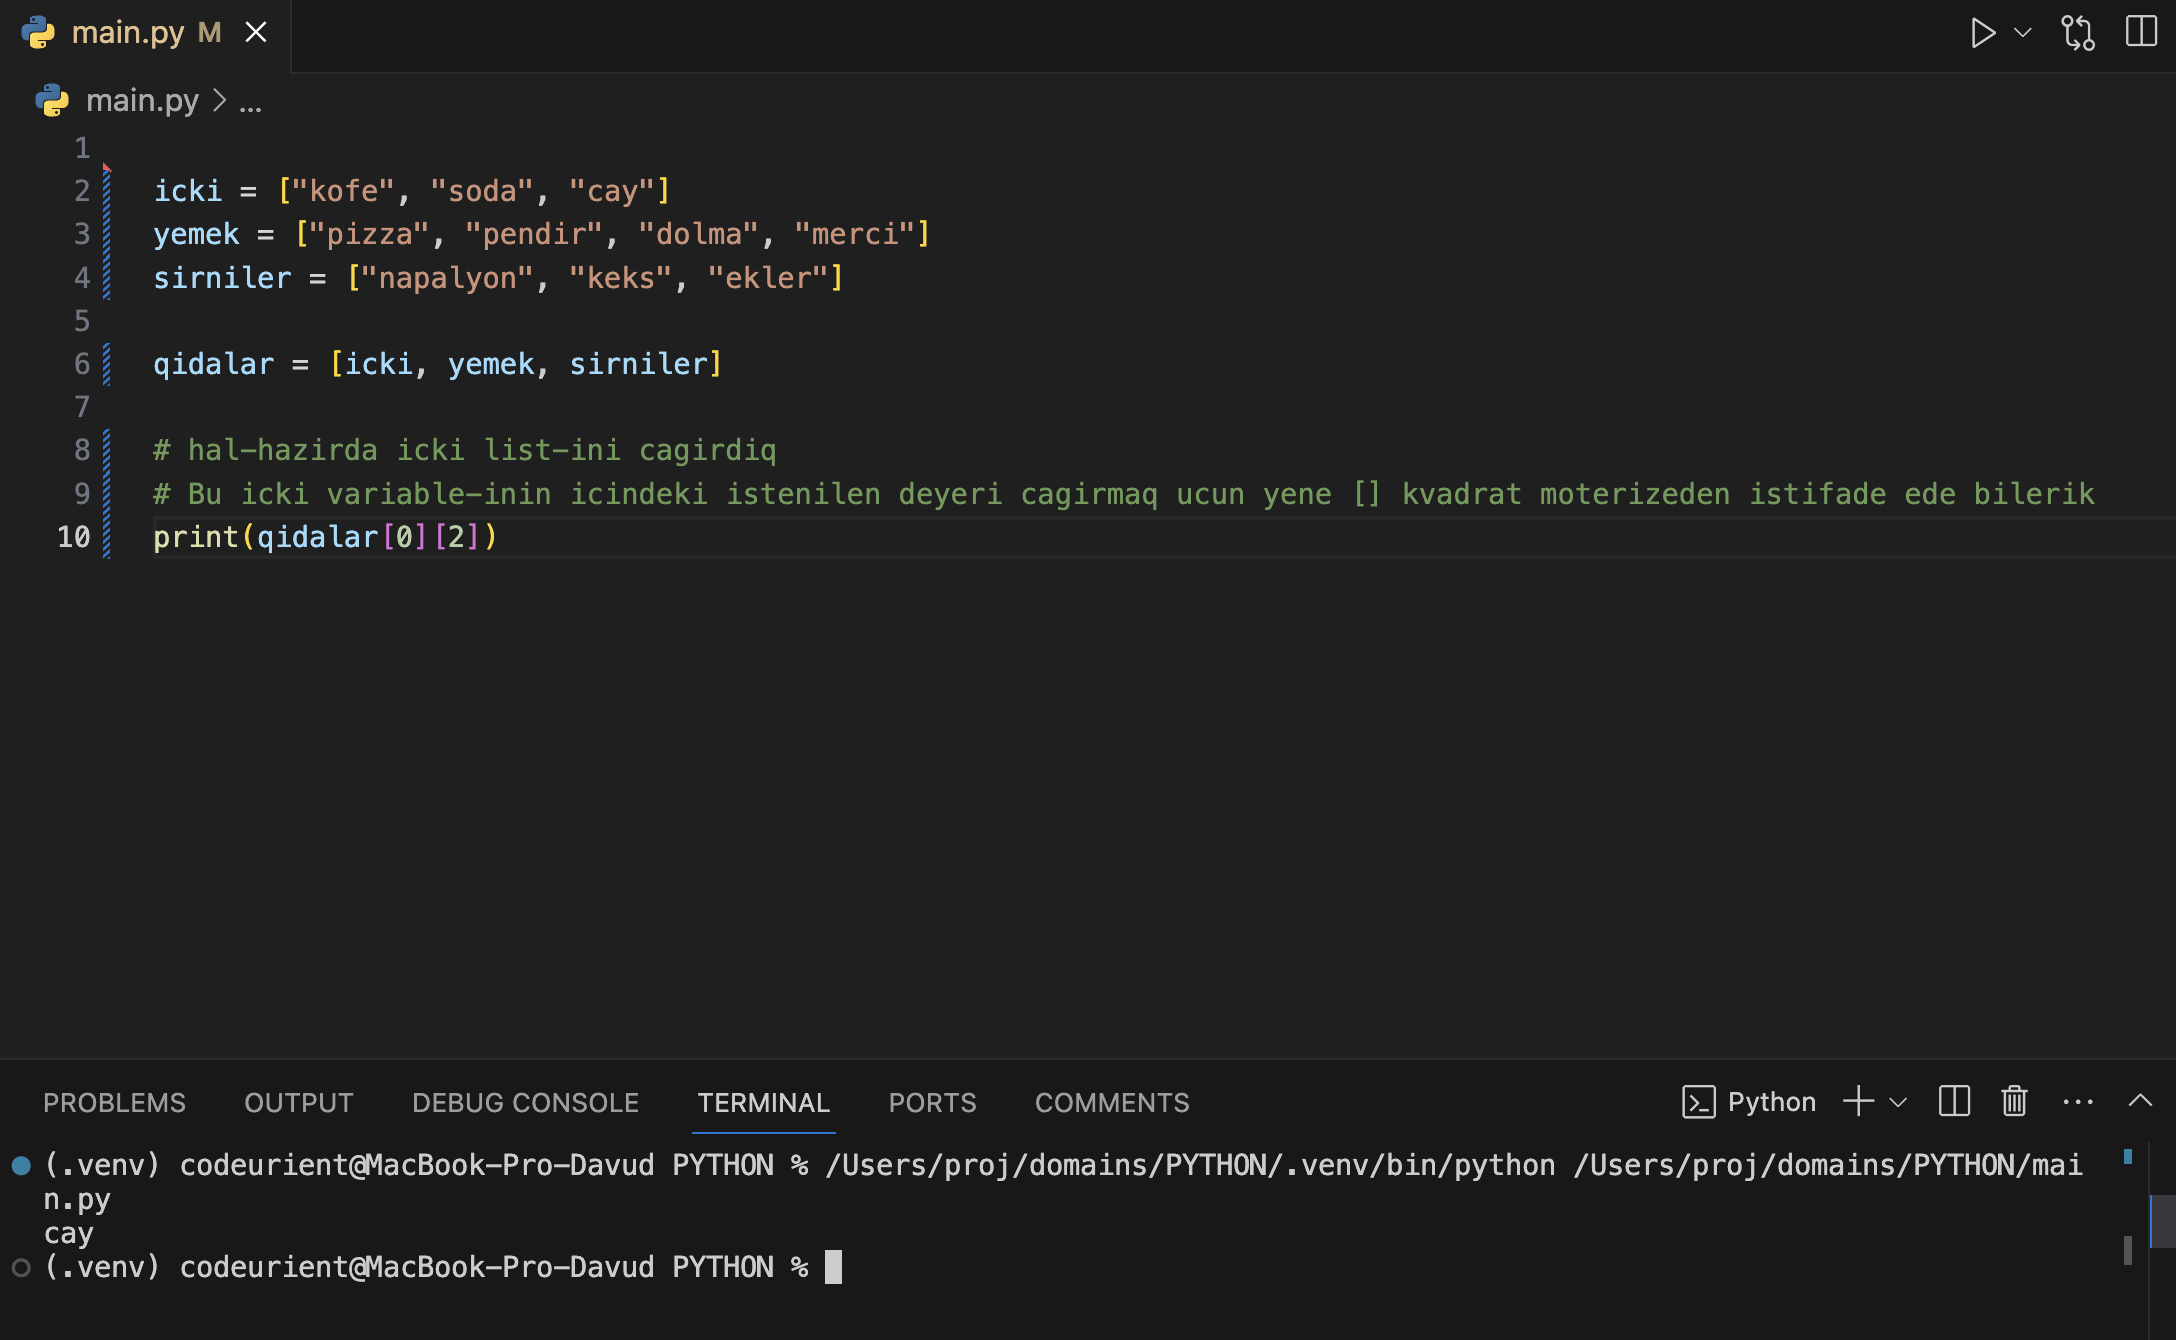 main.py M
main.py > ...
1
2 icki = ["kofe", "soda", "cay"]
3 yemek = ["pizza", "pendir", "dolma", "merci"]
4 sirniler = ["napalyon", "keks", "ekler"]
5
6 qidalar = [icki, yemek, sirniler]
7
8 # hal-hazirda icki list-ini cagirdiq
9 # Bu icki variable-inin icindeki istenilen deyeri cagirmaq ucun yene [] kvadrat moterizeden istifade ede bilerik
10 print(qidalar[0][2])
PROBLEMS OUTPUT DEBUG CONSOLE TERMINAL PORTS COMMENTS Python
(.venv) codeurient@MacBook-Pro-Davud PYTHON % /Users/proj/domains/PYTHON/.venv/bin/python /Users/proj/domains/PYTHON/mai
n.py
cay
(.venv) codeurient@MacBook-Pro-Davud PYTHON %